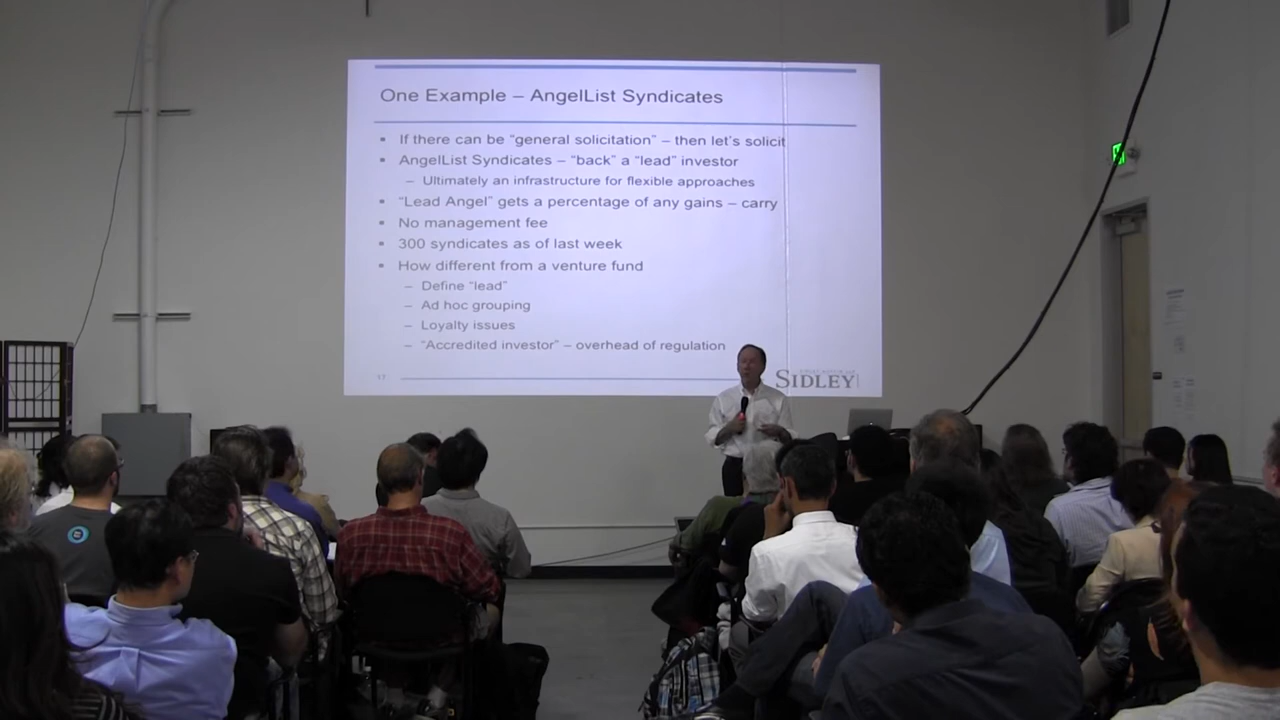 One Example – AngelList Syndicates
If there can be “general solicitation” – then let’s solicit
AngelList Syndicates – “back” a “lead” investor
– Ultimately an infrastructure for flexible approaches
“Lead Angel” gets a percentage of any gains – carry
No management fee
300 syndicates as of last week
How different from a venture fund
– Define “lead”
– Ad hoc grouping
– Loyalty issues
– “Accredited investor” – overhead of regulation
17
SIDLEY